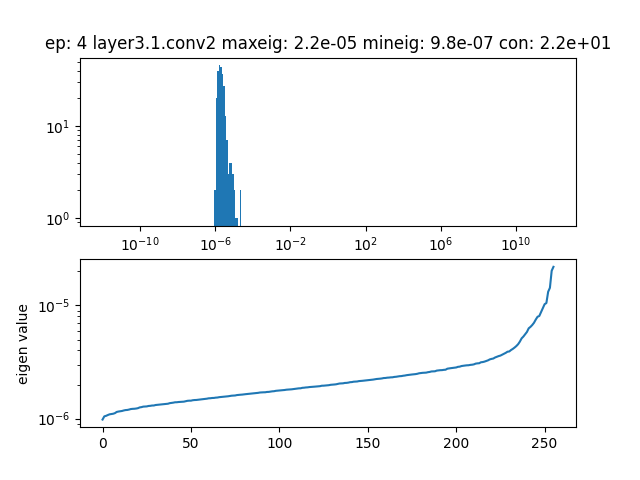 ep: 4 layer3.1.conv2 maxeig: 2.2e-05 mineig: 9.8e-07 con: 2.2e+01
10¹
10⁰
10⁻¹⁰ 10⁻⁶ 10⁻² 10² 10⁶ 10¹⁰
eigen value
10⁻⁵
10⁻⁶
0 50 100 150 200 250